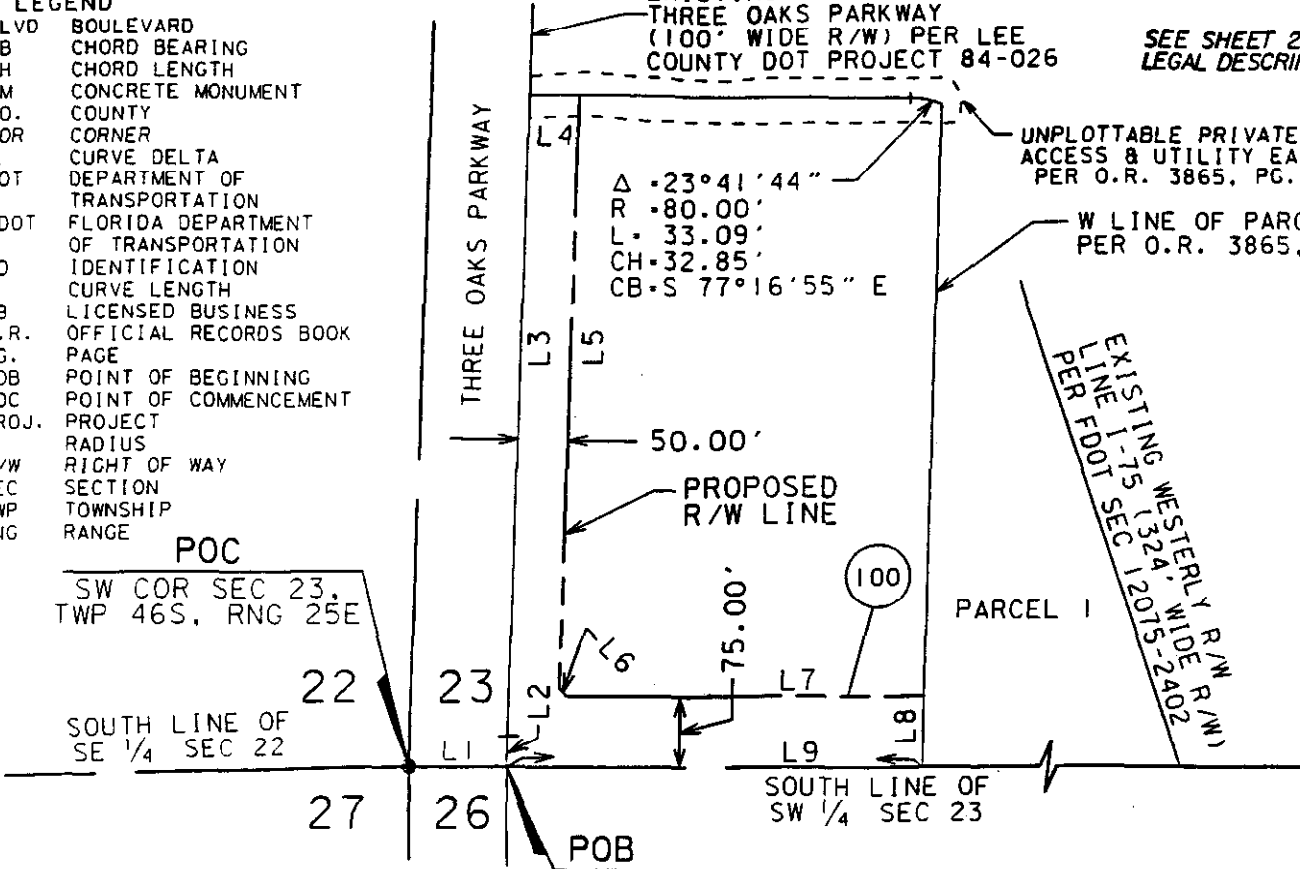 LEGEND
LVD BOULEVARD
B CHORD BEARING
H CHORD LENGTH
M CONCRETE MONUMENT
O. COUNTY
OR CORNER
CURVE DELTA
OT DEPARTMENT OF
TRANSPORTATION
DOT FLORIDA DEPARTMENT
OF TRANSPORTATION
D IDENTIFICATION
CURVE LENGTH
B LICENSED BUSINESS
.R. OFFICIAL RECORDS BOOK
G. PAGE
OB POINT OF BEGINNING
OC POINT OF COMMENCEMENT
ROJ. PROJECT
RADIUS
/W RIGHT OF WAY
EC SECTION
WP TOWNSHIP
NG RANGE
THREE OAKS PARKWAY
(100' WIDE R/W) PER LEE
COUNTY DOT PROJECT 84-026
SEE SHEET 2
LEGAL DESCRI
UNPLOTTABLE PRIVATE
ACCESS & UTILITY EA
PER O.R. 3865, PG.
W LINE OF PARC
PER O.R. 3865,
L4
Δ =23°41'44"
R =80.00'
L= 33.09'
CH=32.85'
CB=S 77°16'55" E
THREE OAKS PARKWAY
L3
L5
50.00'
PROPOSED
R/W LINE
EXISTING WESTERLY R/W
LINE I-75 (324' WIDE R/W)
PER FDOT SEC 12075-2402
100
PARCEL 1
75.00'
L6
L7
L8
L2
L1
L9
POC
SW COR SEC 23,
TWP 46S, RNG 25E
22
23
SOUTH LINE OF
SE 1/4 SEC 22
27
26
SOUTH LINE OF
SW 1/4 SEC 23
POB